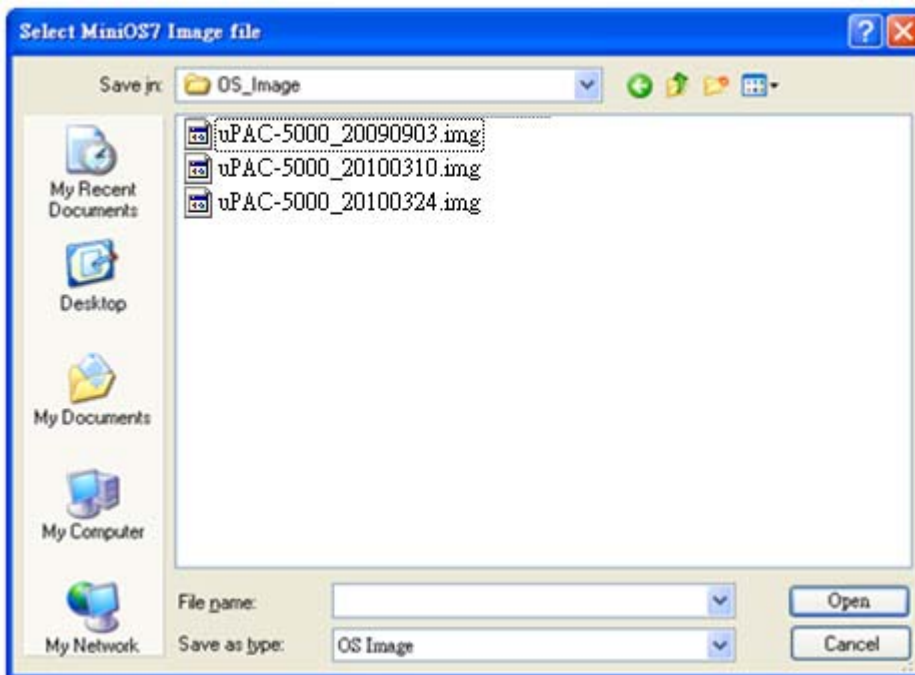 Select MiniOS7 Image file
Save in: OS_Image
uPAC-5000_20090903.img
uPAC-5000_20100310.img
uPAC-5000_20100324.img
My Recent
Documents
Desktop
My Documents
My Computer
My Network
File name:
Open
Save as type: OS Image
Cancel